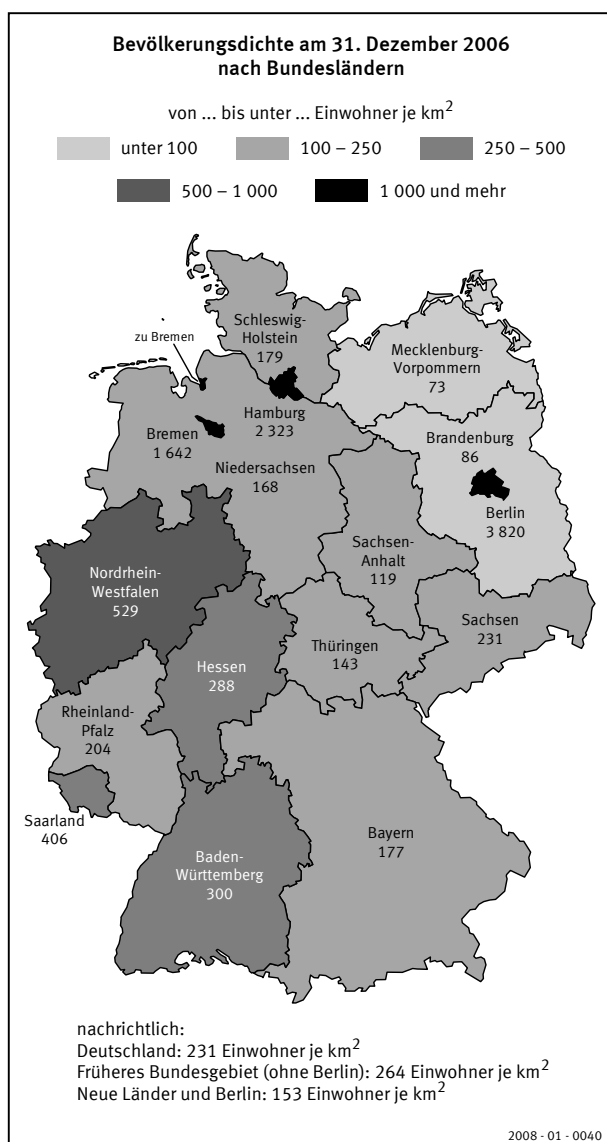 Bevölkerungsdichte am 31. Dezember 2006
nach Bundesländern
von ... bis unter ... Einwohner je km²
unter 100
100 – 250
250 – 500
500 – 1 000
1 000 und mehr
Schleswig-
Holstein
179
zu Bremen
Mecklenburg-
Vorpommern
73
Hamburg
2 323
Bremen
1 642
Brandenburg
86
Niedersachsen
168
Berlin
3 820
Sachsen-
Anhalt
119
Nordrhein-
Westfalen
529
Sachsen
231
Thüringen
143
Hessen
288
Rheinland-
Pfalz
204
Saarland
406
Bayern
177
Baden-
Württemberg
300
nachrichtlich:
Deutschland: 231 Einwohner je km²
Früheres Bundesgebiet (ohne Berlin): 264 Einwohner je km²
Neue Länder und Berlin: 153 Einwohner je km²
2008 - 01 - 0040